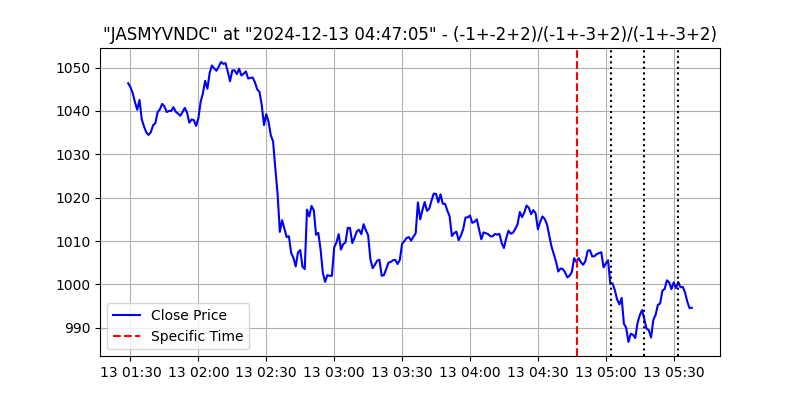 "JASMYVNDC" at "2024-12-13 04:47:05" - (-1+-2+2)/(-1+-3+2)/(-1+-3+2)
1050
1040
1030
1020
1010
1000
990
Close Price
Specific Time
13 01:30 13 02:00 13 02:30 13 03:00 13 03:30 13 04:00 13 04:30 13 05:00 13 05:30